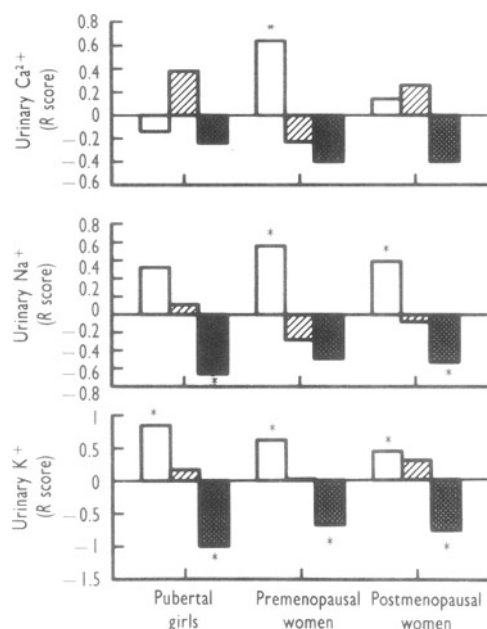 Urinary Ca2+
(R score)
0.8
0.6
0.4
0.2
0
—0.2
—0.4
—0.6
*
Urinary Na+
(R score)
0.8
0.6
0.4
0.2
0
—0.2
—0.4
—0.6
—0.8
* *
* *
Urinary K+
(R score)
1
0.5
0
—0.5
—1
—1.5
* * *
* * *
Pubertal girls
Premenopausal women
Postmenopausal women